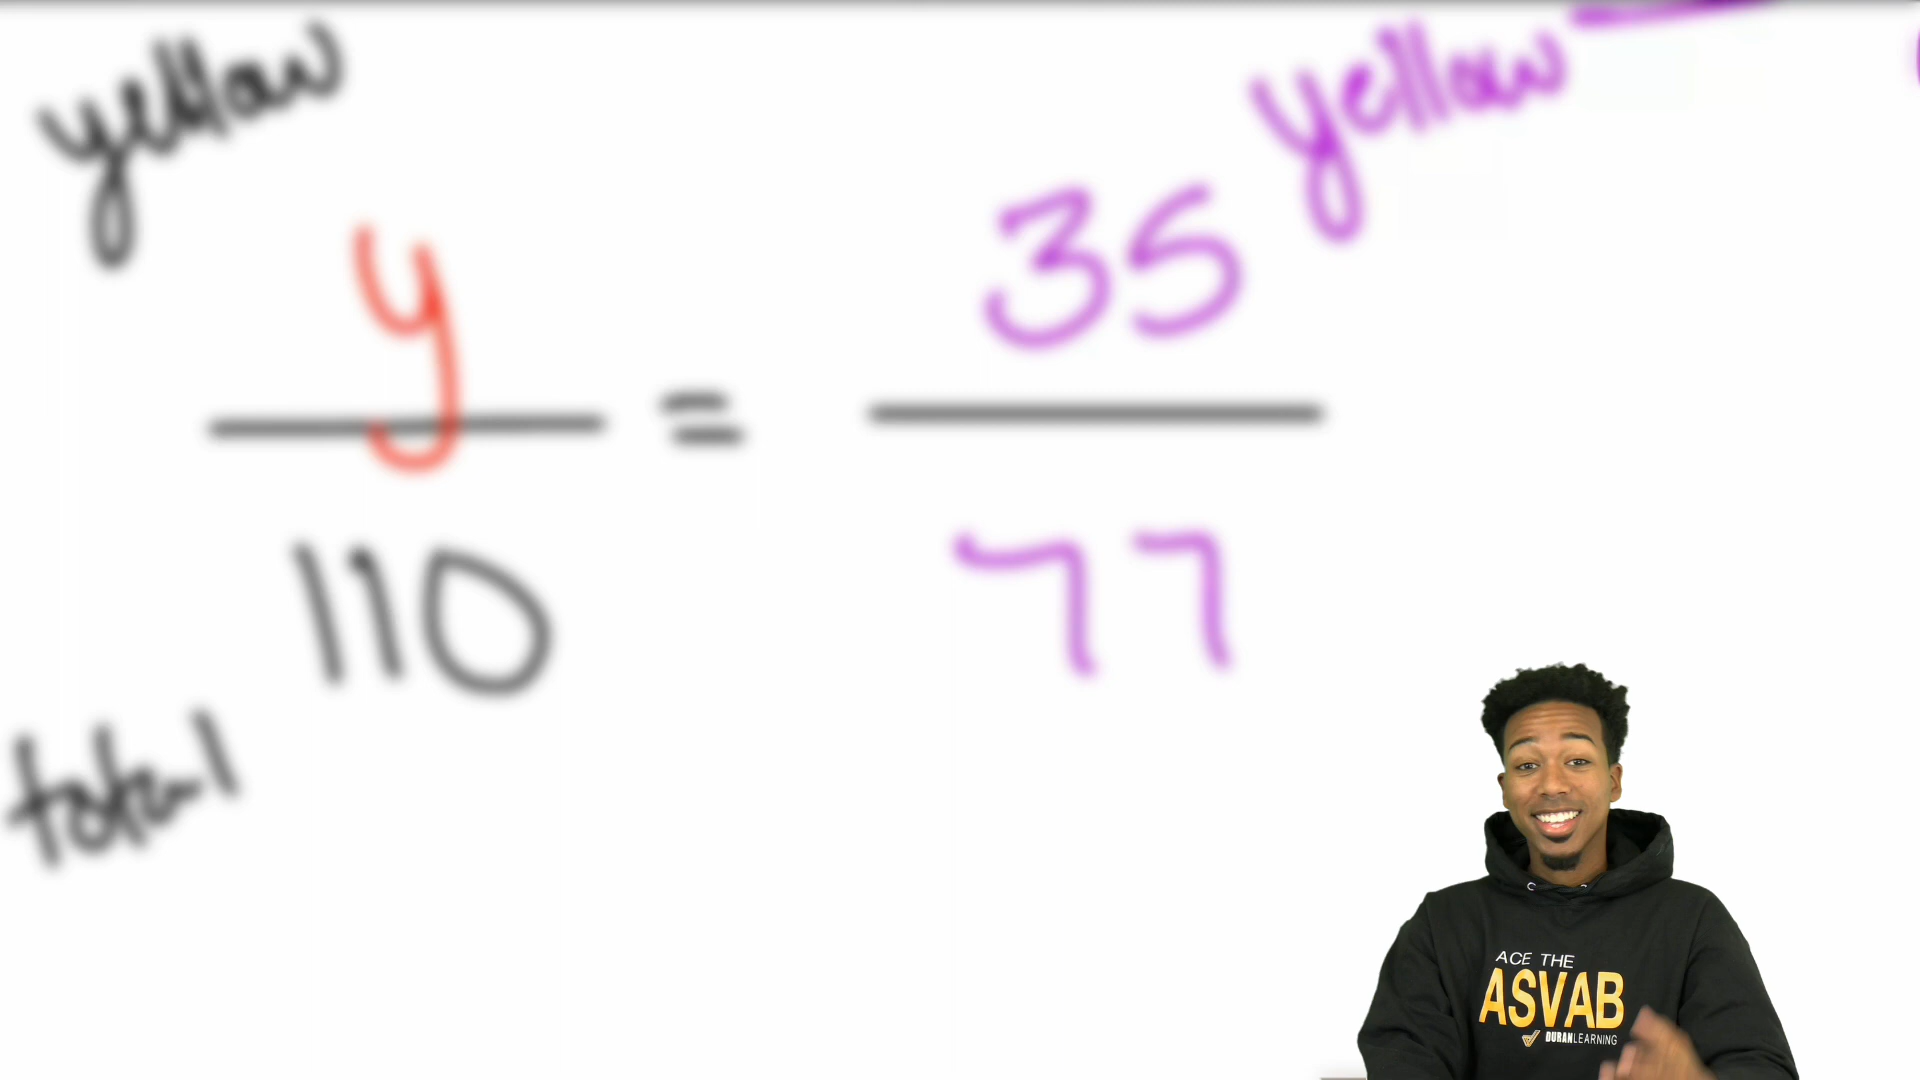 yellow
yellow
y
35
=
110
77
total
ACE THE
ASVAB
DURANLEARNING